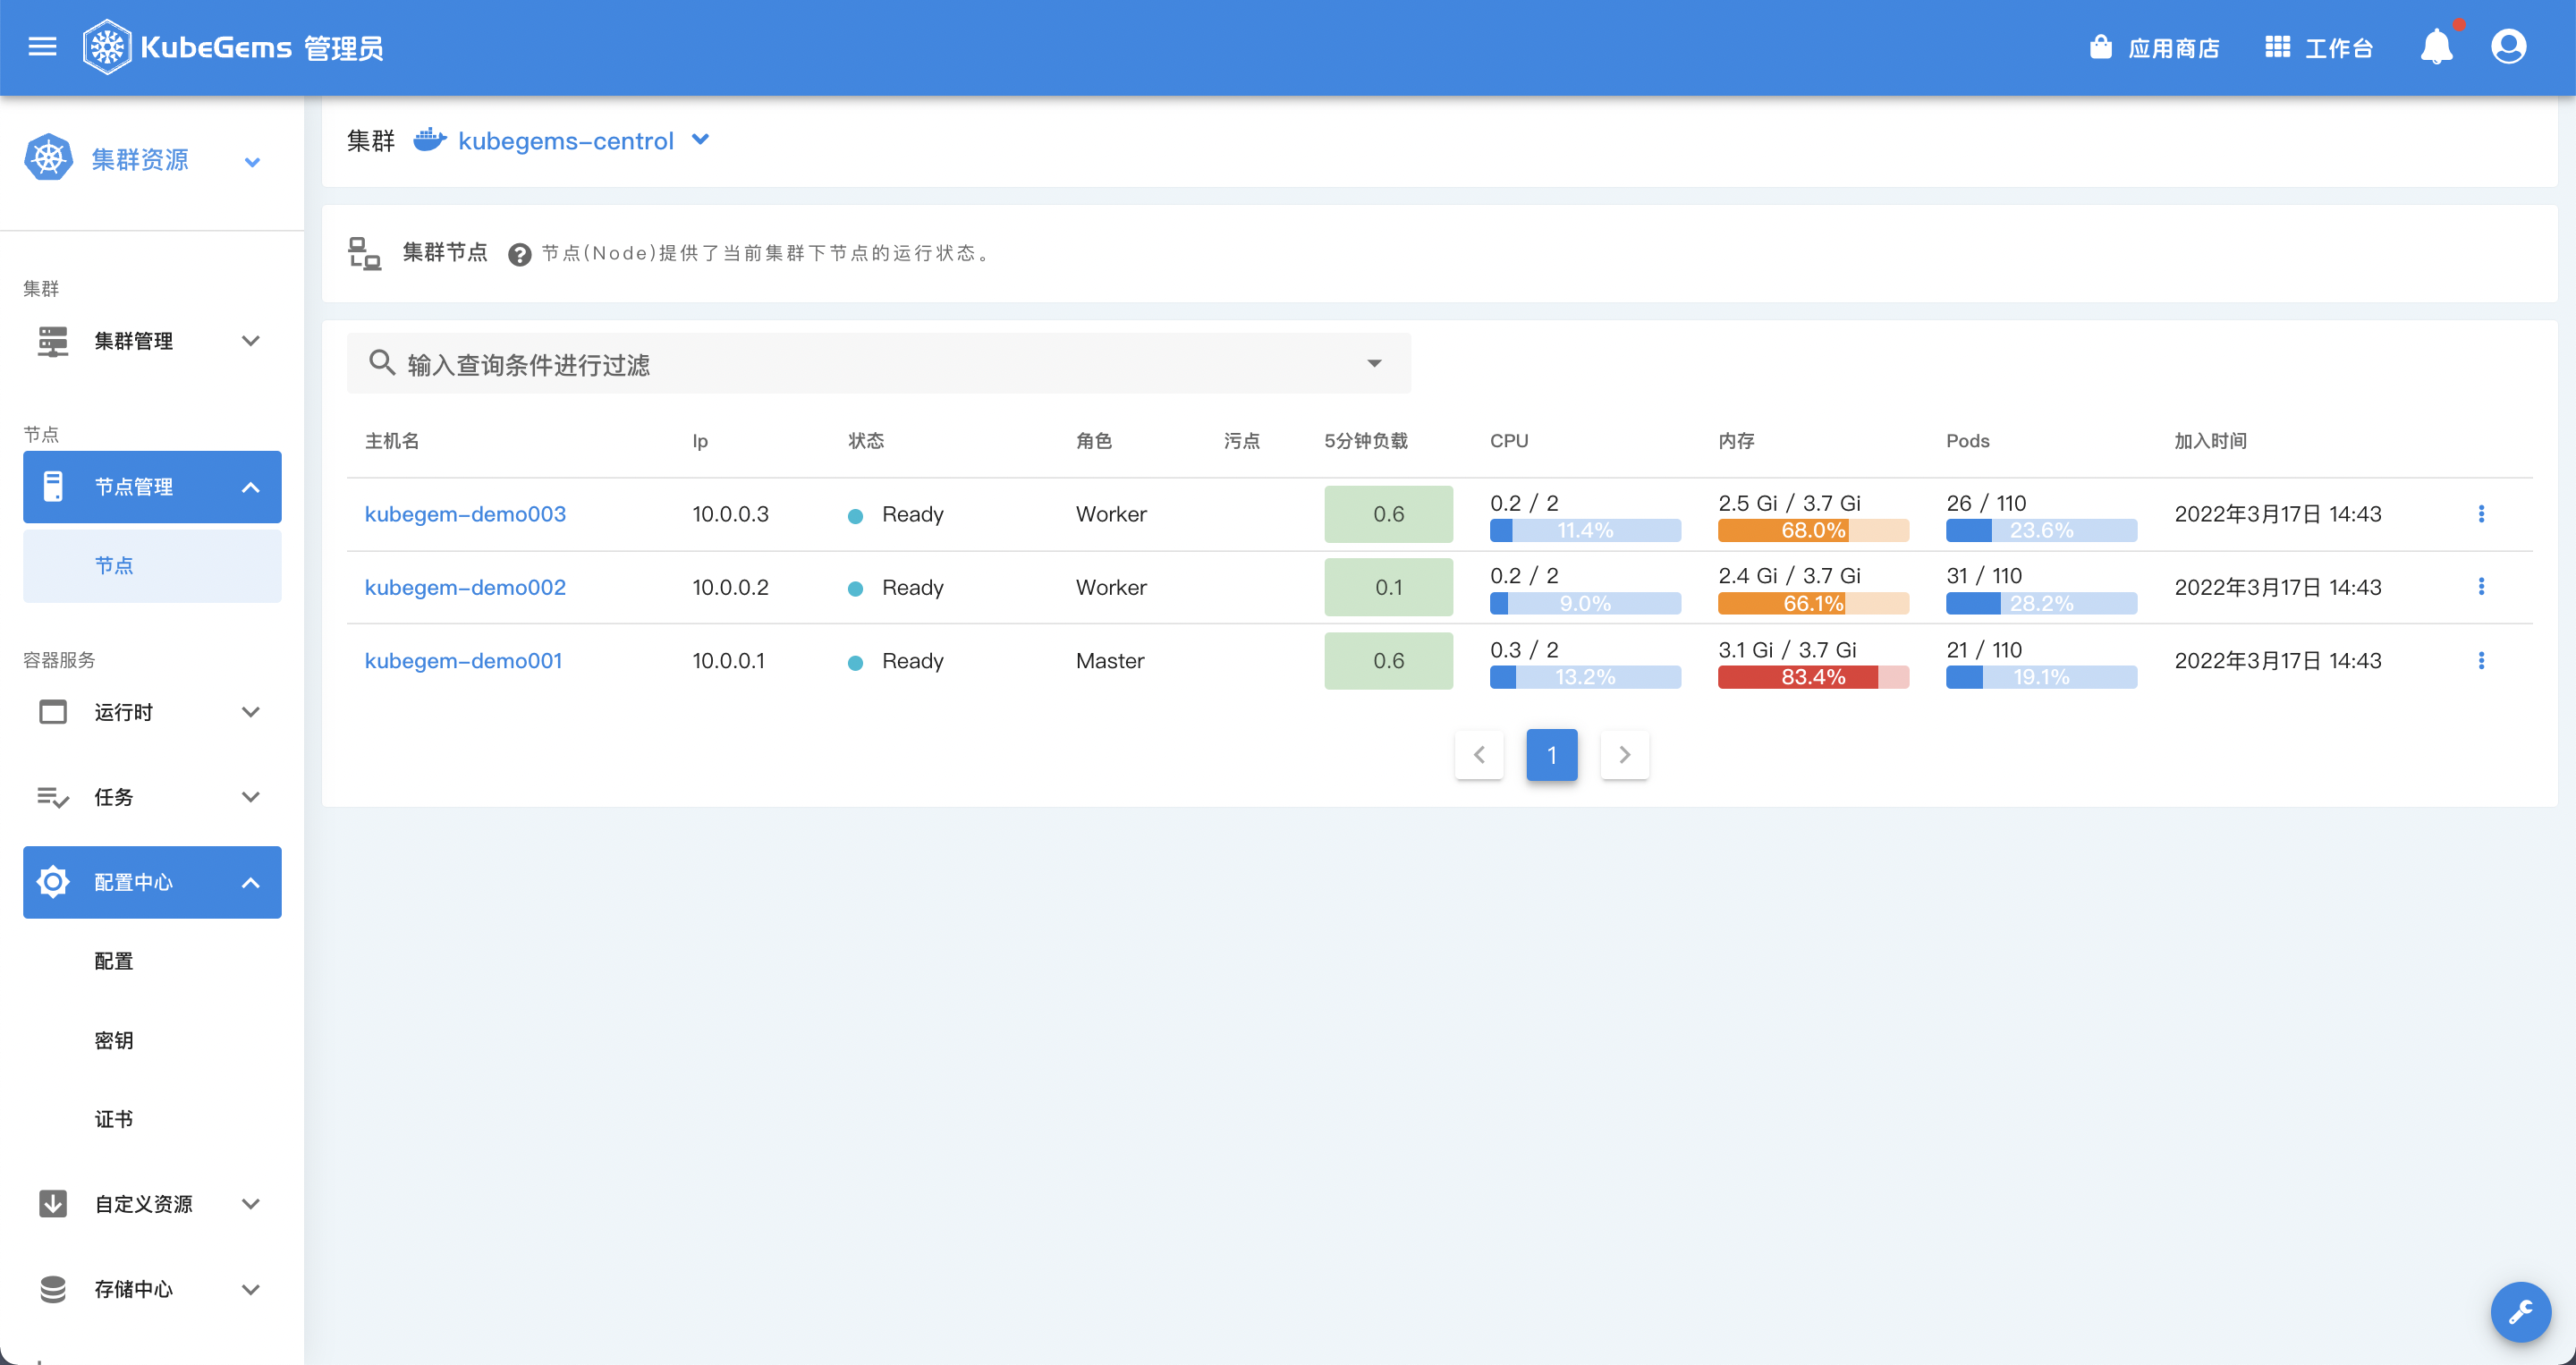 KubeGems 管理员
应用商店
工作台
集群资源
集群
集群管理
节点
节点管理
节点
容器服务
运行时
任务
配置中心
配置
密钥
证书
自定义资源
存储中心
集群 kubegems-centrol
集群节点 节点(Node)提供了当前集群下节点的运行状态。
输入查询条件进行过滤
主机名 Ip 状态 角色 污点 5分钟负载 CPU 内存 Pods 加入时间
kubegem-demo003 10.0.0.3 Ready Worker 0.6 0.2 / 2 11.4% 2.5 Gi / 3.7 Gi 68.0% 26 / 110 23.6% 2022年3月17日 14:43
kubegem-demo002 10.0.0.2 Ready Worker 0.1 0.2 / 2 9.0% 2.4 Gi / 3.7 Gi 66.1% 31 / 110 28.2% 2022年3月17日 14:43
kubegem-demo001 10.0.0.1 Ready Master 0.6 0.3 / 2 13.2% 3.1 Gi / 3.7 Gi 83.4% 21 / 110 19.1% 2022年3月17日 14:43
1